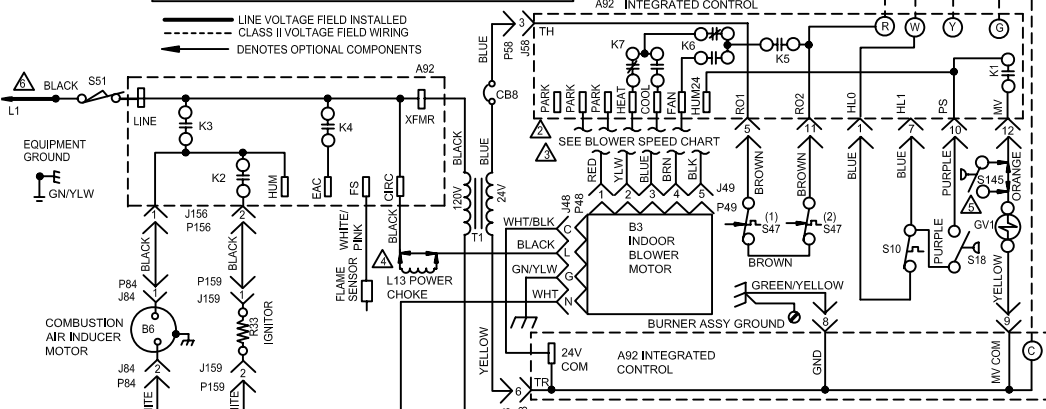 A92 INTEGRATED CONTROL
LINE VOLTAGE FIELD INSTALLED
CLASS II VOLTAGE FIELD WIRING
DENOTES OPTIONAL COMPONENTS
BLUE
P58
3
J58
TH
K7
K6
K5
R
W
Y
G
K1
6
BLACK
S51
A92
L1
LINE
K3
K4
XFMR
CB8
PARK
PARK
PARK
HEAT
COOL
FAN
HUM24
RO1
RO2
HL0
HL1
PS
MV
2
3
SEE BLOWER SPEED CHART
5
11
1
7
10
12
EQUIPMENT
GROUND
GN/YLW
K2
HUM
EAC
FS
CIRC
BLACK
BLUE
120V
24V
T1
RED
YLW
BLUE
BRN
BLK
1
2
3
4
5
J49
P49
BROWN
BROWN
BLUE
BLUE
PURPLE
S145
5
ORANGE
1
J156
P156
2
WHITE/
PINK
BLACK
J48
P48
WHT/BLK
C
BLACK
L
GN/YLW
G
WHT
N
B3
INDOOR
BLOWER
MOTOR
(1)
S47
(2)
S47
BROWN
S10
PURPLE
S18
GV1
BLACK
BLACK
4
L13 POWER
CHOKE
FLAME
SENSOR
P84
J84
1
P159
J159
1
GREEN/YELLOW
BURNER ASSY GROUND
8
YELLOW
9
COMBUSTION
AIR INDUCER
MOTOR
B6
R33
IGNITOR
YELLOW
24V
COM
A92 INTEGRATED
CONTROL
GND
MV COM
C
J84
P84
2
J159
P159
2
6
TR